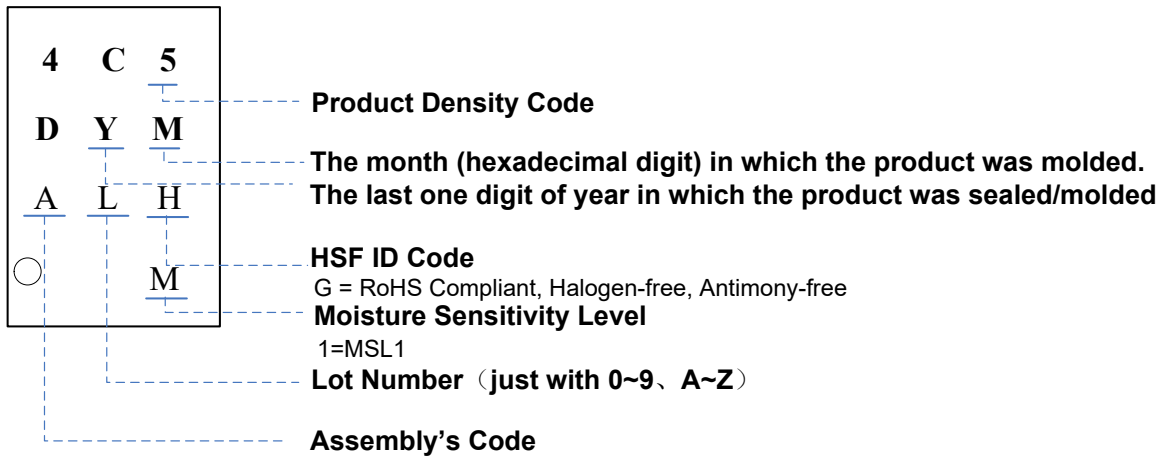 4 C 5
Product Density Code
D Y M
The month (hexadecimal digit) in which the product was molded.
The last one digit of year in which the product was sealed/molded
A L H
HSF ID Code
G = RoHS Compliant, Halogen-free, Antimony-free
M
Moisture Sensitivity Level
1=MSL1
Lot Number（just with 0~9、A~Z）
Assembly's Code